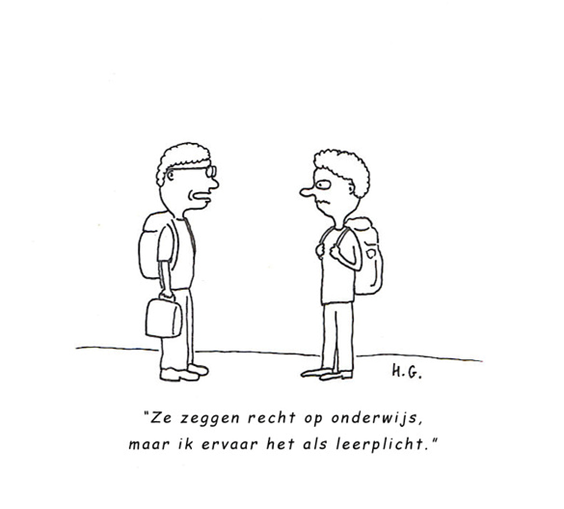 H.G.
"Ze zeggen recht op onderwijs,
maar ik ervaar het als leerplicht."